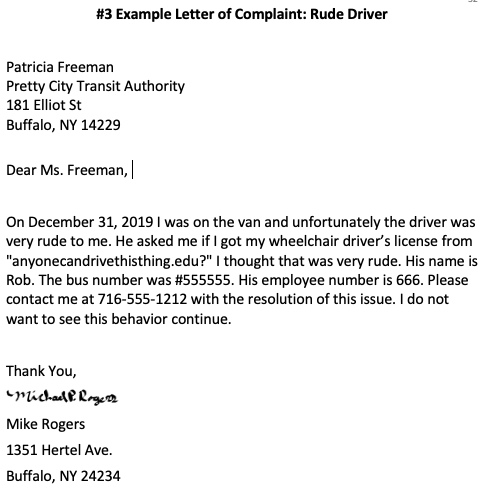 #3 Example Letter of Complaint: Rude Driver
Patricia Freeman
Pretty City Transit Authority
181 Elliot St
Buffalo, NY 14229
Dear Ms. Freeman,
On December 31, 2019 I was on the van and unfortunately the driver was
very rude to me. He asked me if I got my wheelchair driver’s license from
"anyonecandrivethisthing.edu?" I thought that was very rude. His name is
Rob. The bus number was #555555. His employee number is 666. Please
contact me at 716-555-1212 with the resolution of this issue. I do not
want to see this behavior continue.
Thank You,
Michael R. Rogers
Mike Rogers
1351 Hertel Ave.
Buffalo, NY 24234